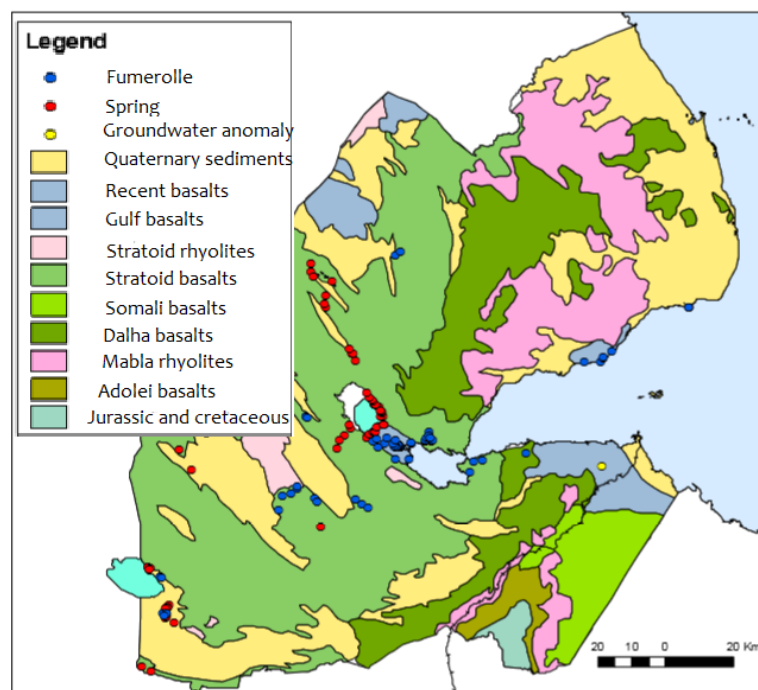 Legend
Fumerolle
Spring
Groundwater anomaly
Quaternary sediments
Recent basalts
Gulf basalts
Stratoid rhyolites
Stratoid basalts
Somali basalts
Dalha basalts
Mabla rhyolites
Adolei basalts
Jurassic and cretaceous
20 10 0 20 Km